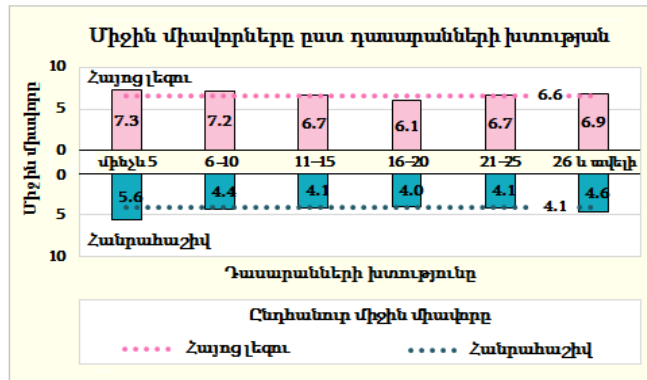 Միջին միավորները ըստ դասարանների խտության
10
Հայոց լեզու
6.6
5
7.3 7.2 6.7 6.1 6.7 6.9
0
մինչև 5 6–10 11–15 16–20 21–25 26 և ավելի
0
5.6 4.4 4.1 4.0 4.1 4.6
5
4.1
Հանրահաշիվ
10
Միջին միավորը
Դասարանների խտությունը
Ընդհանուր միջին միավորը
Հայոց լեզու Հանրահաշիվ